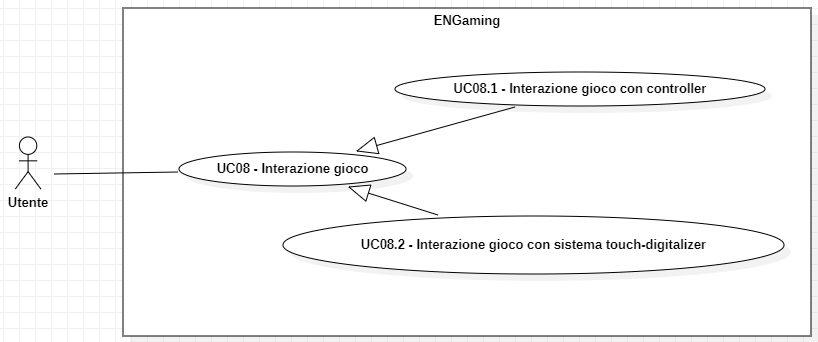 ENGaming
UC08.1 - Interazione gioco con controller
UC08 - Interazione gioco
Utente
UC08.2 - Interazione gioco con sistema touch-digitalizer